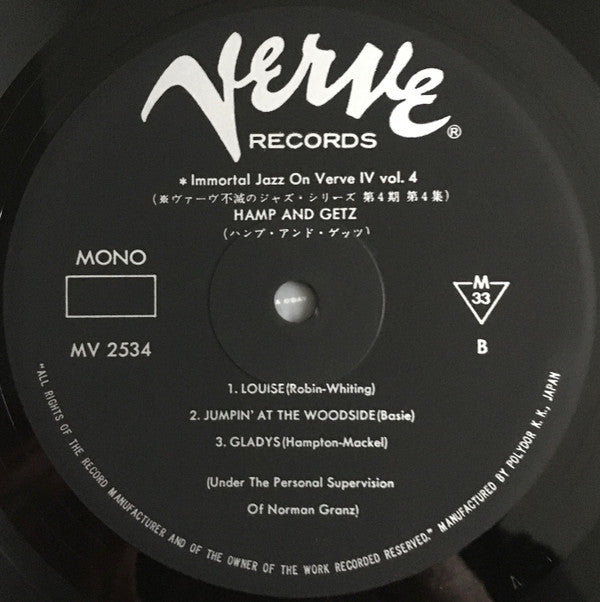 Verve
RECORDS ®
* Immortal Jazz On Verve IV vol. 4
(※ヴァーヴ不滅のジャズ・シリーズ 第4期 第4集)
HAMP AND GETZ
(ハンプ・アンド・ゲッツ)
MONO
MV 2534
M
33
B
1. LOUISE(Robin-Whiting)
2. JUMPIN' AT THE WOODSIDE(Basie)
3. GLADYS(Hampton-Mackel)
(Under The Personal Supervision
Of Norman Granz)
"ALL RIGHTS OF THE RECORD MANUFACTURER AND OF THE OWNER OF THE WORK RECORDED RESERVED." MANUFACTURED BY POLYDOR K. K., JAPAN